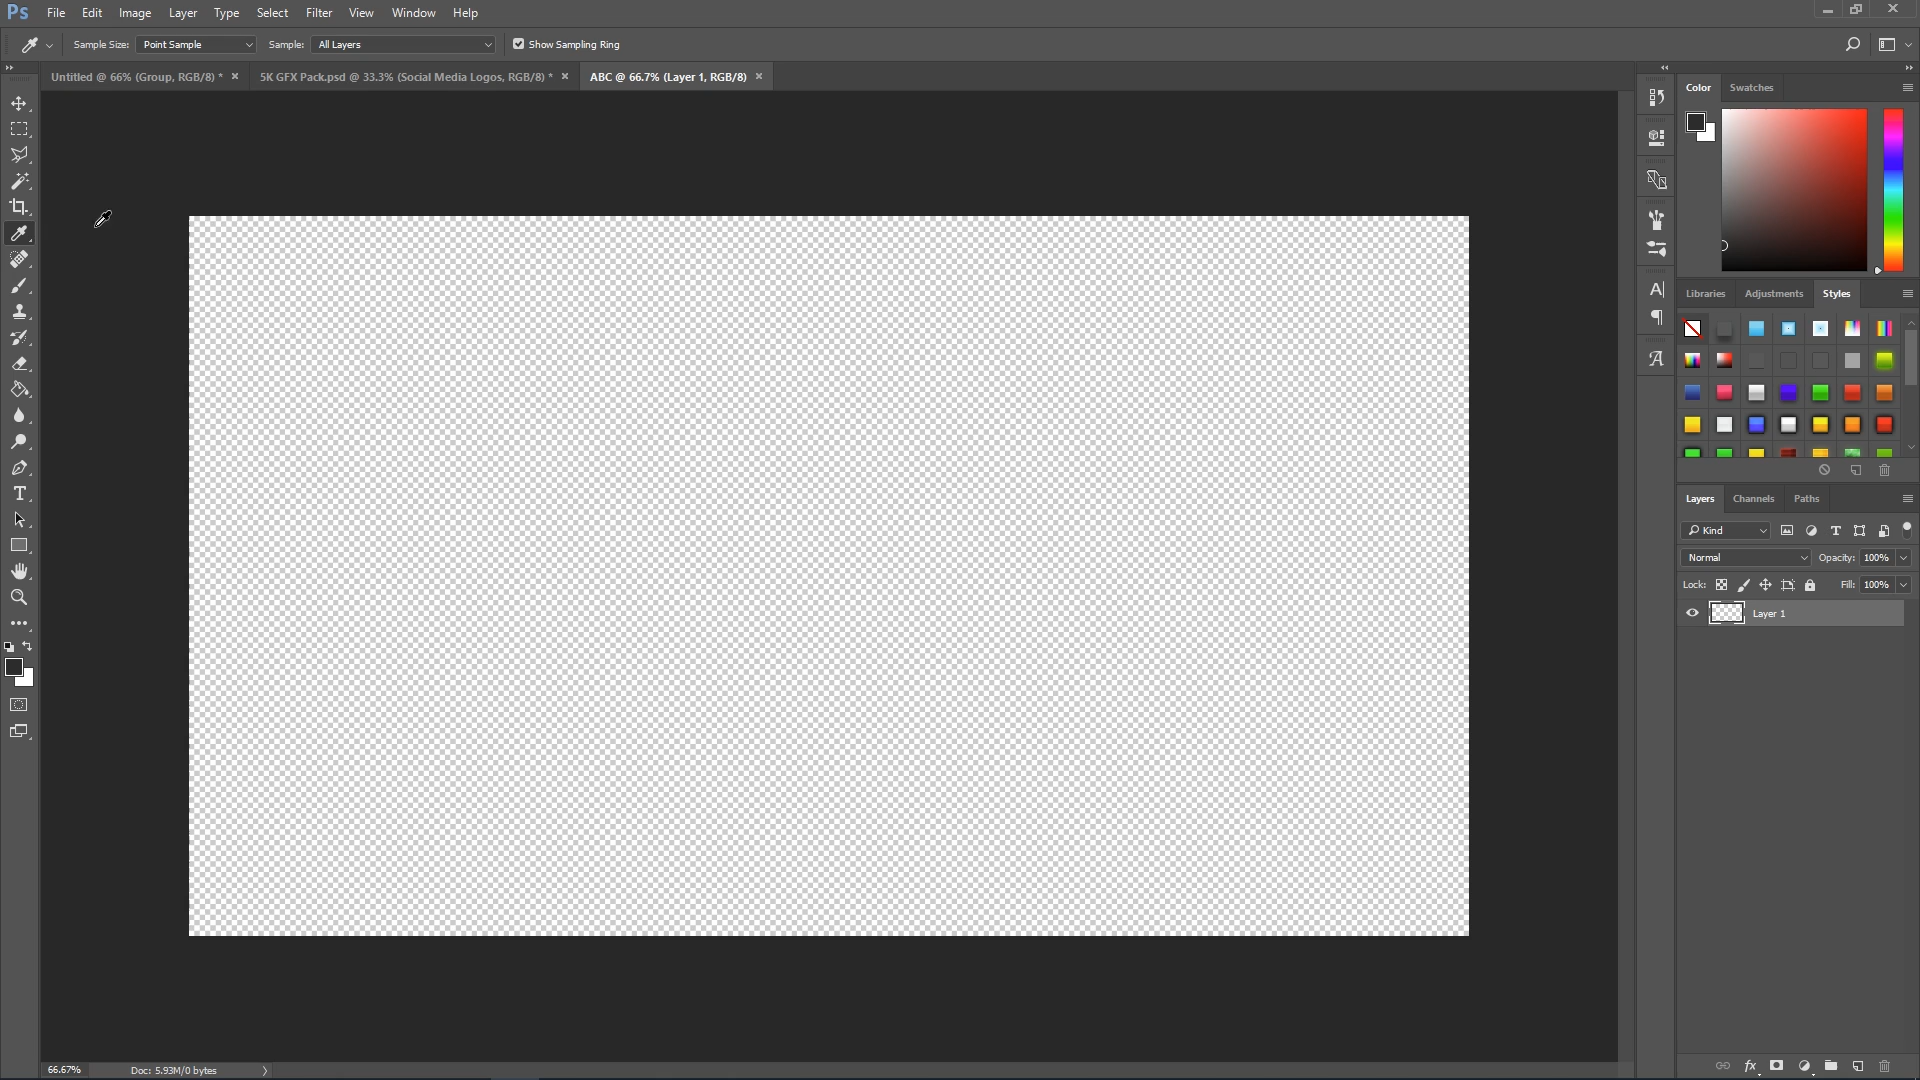 Ps File Edit Image Layer Type Select Filter View Window Help
Sample Size: Point Sample Sample: All Layers Show Sampling Ring
Untitled @ 66% (Group, RGB/8) * × 5K GFX Pack.psd @ 33.3% (Social Media Logos, RGB/8) * × ABC @ 66.7% (Layer 1, RGB/8) ×
Color Swatches
Libraries Adjustments Styles
Layers Channels Paths
Kind
Normal Opacity: 100%
Lock: Fill: 100%
Layer 1
66.67% Doc: 5.93M/0 bytes
fx